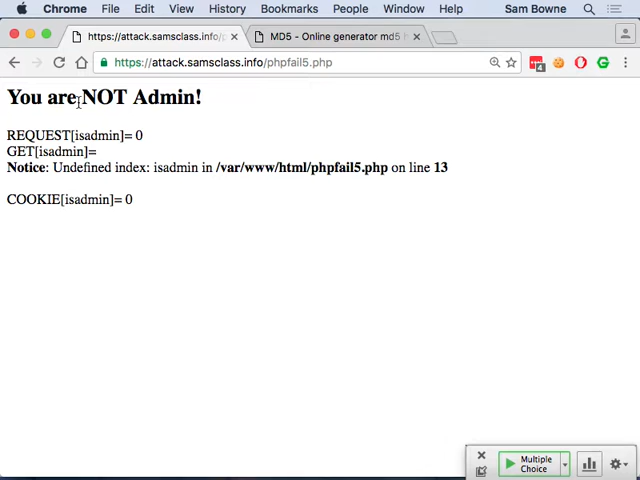 Chrome File Edit View History Bookmarks People Window Help Sam Bowne
https://attack.samsclass.info/p
MD5 - Online generator md5 h
https://attack.samsclass.info/phpfail5.php
4
You are NOT Admin!
REQUEST[isadmin]= 0
GET[isadmin]=
Notice: Undefined index: isadmin in /var/www/html/phpfail5.php on line 13
COOKIE[isadmin]= 0
Multiple
Choice